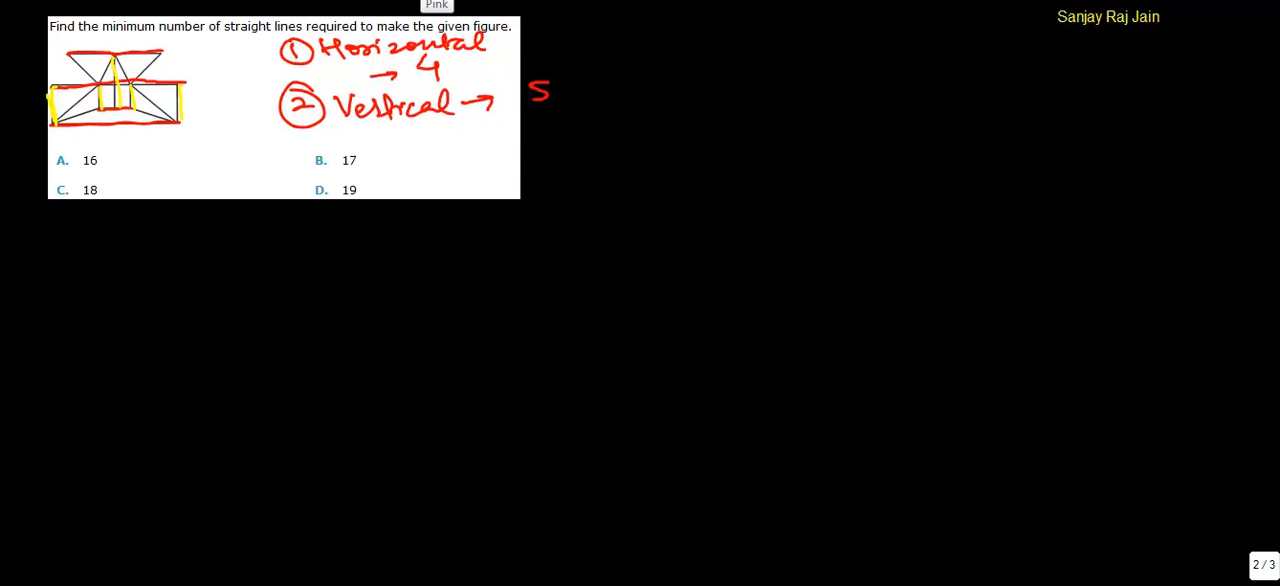 Pink
Sanjay Raj Jain
Find the minimum number of straight lines required to make the given figure.
① Horizontal
→ 4
② Vertical → 5
A. 16
B. 17
C. 18
D. 19
2 / 3